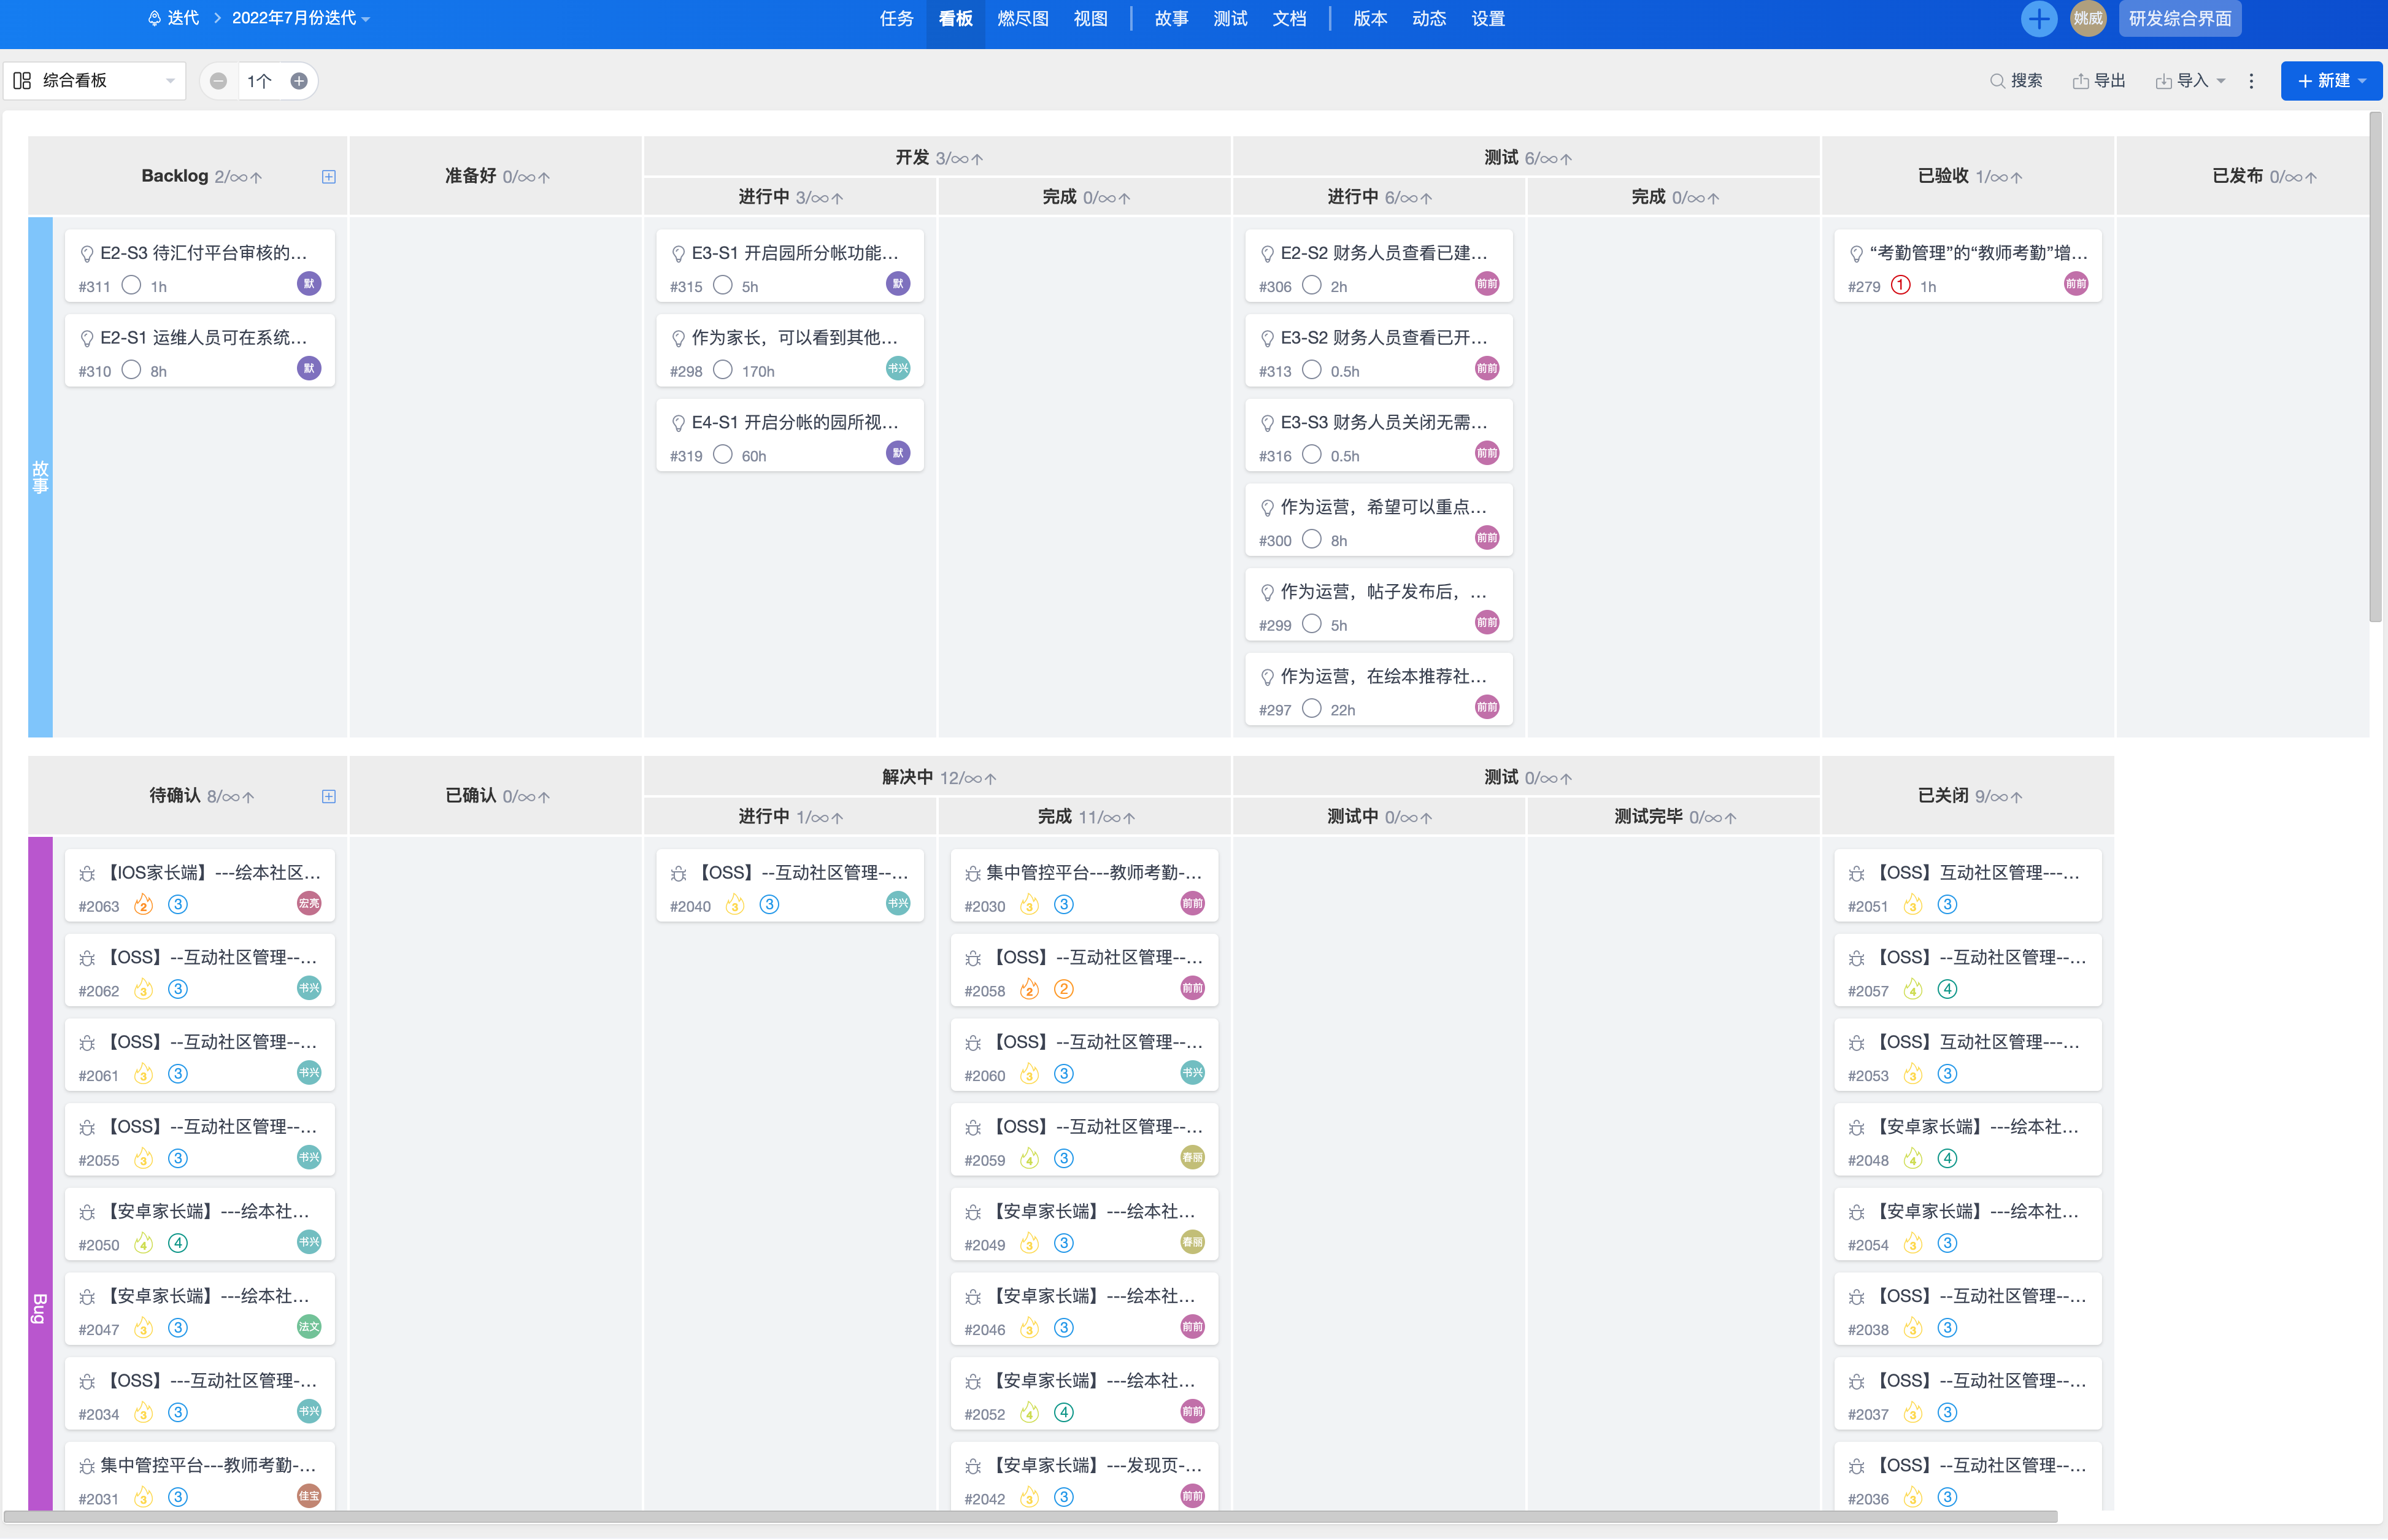 迭代 > 2022年7月份迭代
任务 看板 燃尽图 视图 | 故事 测试 文档 | 版本 动态 设置
姚威 研发综合界面
综合看板 1个
搜索 导出 导入 + 新建
Backlog 2/∞↑ 准备好 0/∞↑ 开发 3/∞↑ 测试 6/∞↑ 已验收 1/∞↑ 已发布 0/∞↑
进行中 3/∞↑ 完成 0/∞↑ 进行中 6/∞↑ 完成 0/∞↑
故事
E2-S3 待汇付平台审核的...
#311 1h 默
E2-S1 运维人员可在系统...
#310 8h 默
E3-S1 开启园所分帐功能...
#315 5h 默
作为家长，可以看到其他...
#298 170h 书兴
E4-S1 开启分帐的园所视...
#319 60h 默
E2-S2 财务人员查看已建...
#306 2h 前前
E3-S2 财务人员查看已开...
#313 0.5h 前前
E3-S3 财务人员关闭无需...
#316 0.5h 前前
作为运营，希望可以重点...
#300 8h 前前
作为运营，帖子发布后，...
#299 5h 前前
作为运营，在绘本推荐社...
#297 22h 前前
“考勤管理”的“教师考勤”增...
#279 1 1h 前前
待确认 8/∞↑ 已确认 0/∞↑ 解决中 12/∞↑ 测试 0/∞↑ 已关闭 9/∞↑
进行中 1/∞↑ 完成 11/∞↑ 测试中 0/∞↑ 测试完毕 0/∞↑
Bug
【IOS家长端】---绘本社区...
#2063 2 3 宏亮
【OSS】--互动社区管理--...
#2062 3 3 书兴
【OSS】--互动社区管理--...
#2061 3 3 书兴
【OSS】--互动社区管理--...
#2055 3 3 书兴
【安卓家长端】---绘本社...
#2050 4 4 书兴
【安卓家长端】---绘本社...
#2047 3 3 法文
【OSS】---互动社区管理-...
#2034 3 3 书兴
集中管控平台---教师考勤-...
#2031 3 3 佳宝
【OSS】--互动社区管理--...
#2040 3 3 书兴
集中管控平台---教师考勤-...
#2030 3 3 前前
【OSS】--互动社区管理--...
#2058 2 2 前前
【OSS】--互动社区管理--...
#2060 3 3 书兴
【OSS】--互动社区管理--...
#2059 4 3 春丽
【安卓家长端】---绘本社...
#2049 3 3 春丽
【安卓家长端】---绘本社...
#2046 3 3 前前
【安卓家长端】---绘本社...
#2052 4 4 前前
【安卓家长端】---发现页-...
#2042 3 3 前前
【OSS】互动社区管理---...
#2051 3 3
【OSS】--互动社区管理--...
#2057 4 4
【OSS】互动社区管理---...
#2053 3 3
【安卓家长端】---绘本社...
#2048 4 4
【安卓家长端】---绘本社...
#2054 3 3
【OSS】--互动社区管理--...
#2038 3 3
【OSS】--互动社区管理--...
#2037 3 3
【OSS】--互动社区管理--...
#2036 3 3